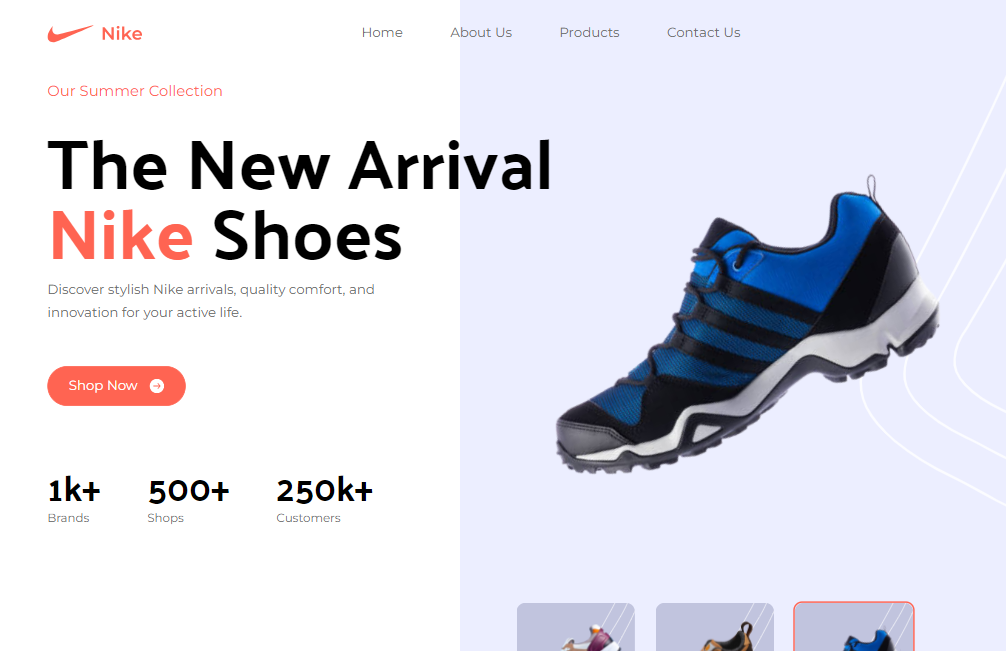 Nike
Home About Us Products Contact Us
Our Summer Collection
The New Arrival
Nike Shoes
Discover stylish Nike arrivals, quality comfort, and
innovation for your active life.
Shop Now
1k+ 500+ 250k+
Brands Shops Customers